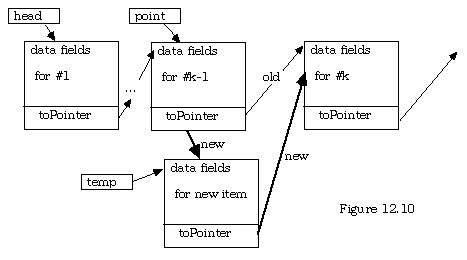 head
point
data fields
for #1
toPointer
...
data fields
for #k-1
toPointer
old
data fields
for #k
toPointer
new
new
temp
data fields
for new item
toPointer
Figure 12.10